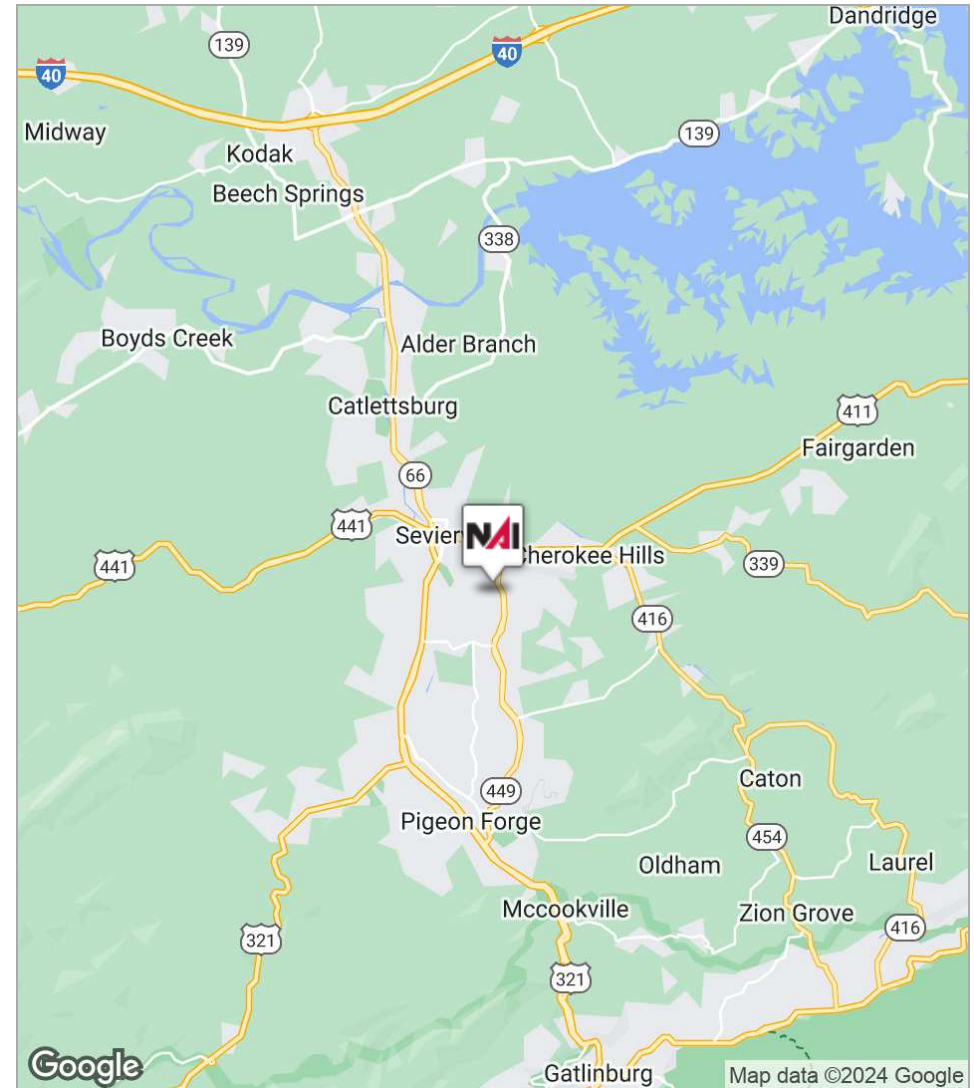 Dandridge
139
40
40
Midway
139
Kodak
Beech Springs
338
Boyds Creek
Alder Branch
Catlettsburg
411
Fairgarden
66
441
NAI
441
Cherokee Hills
339
416
Caton
449
Pigeon Forge
454
Oldham
Laurel
Mccookville
Zion Grove
416
321
321
Google
Gatlinburg
Map data ©2024 Google